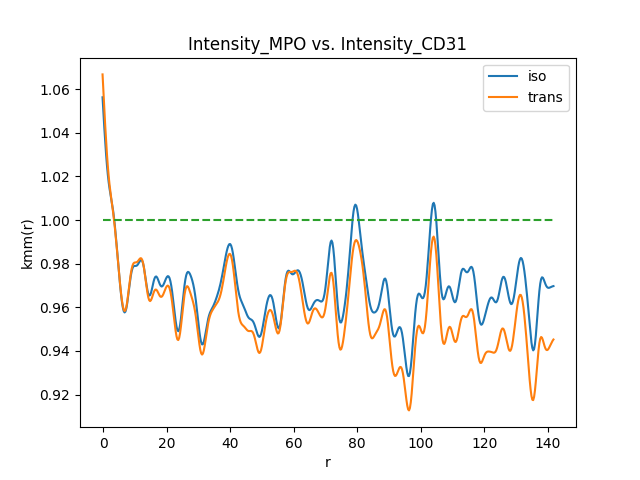 Intensity_MPO vs. Intensity_CD31
iso
trans
1.06
1.04
1.02
1.00
0.98
0.96
0.94
0.92
kmm(r)
0 20 40 60 80 100 120 140
r